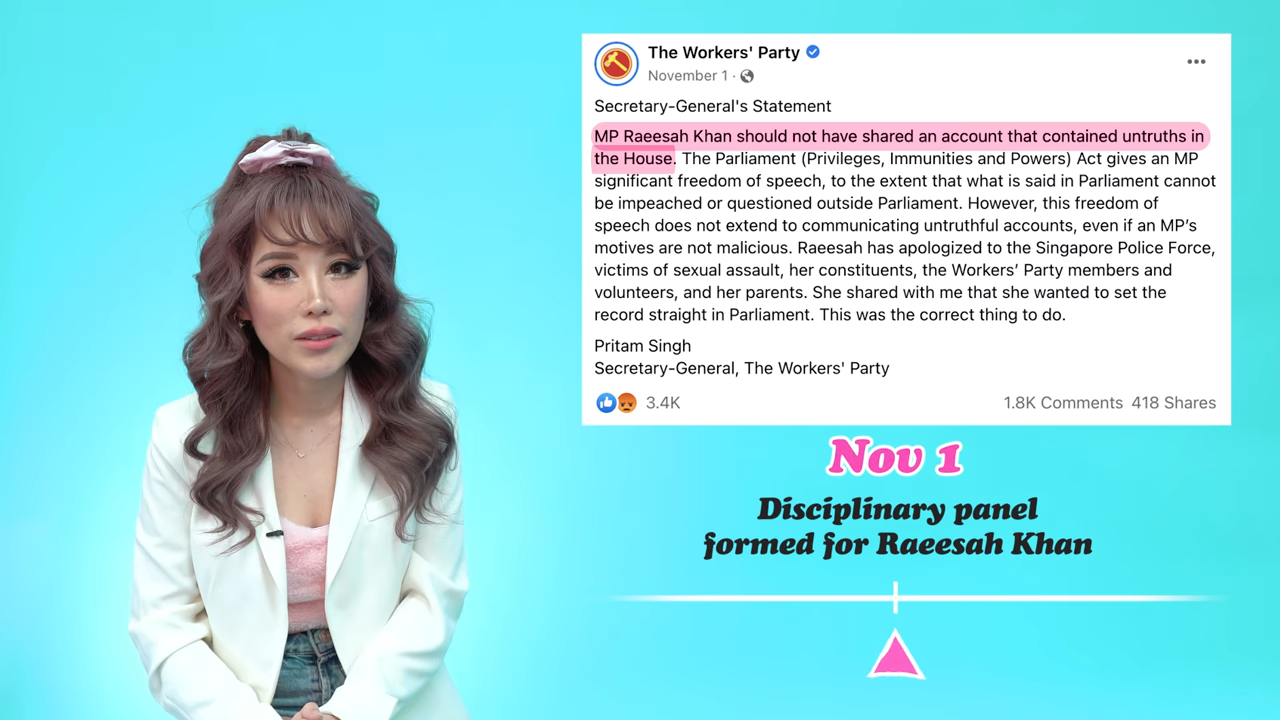 The Workers' Party
November 1 ·
Secretary-General's Statement
MP Raeesah Khan should not have shared an account that contained untruths in
the House. The Parliament (Privileges, Immunities and Powers) Act gives an MP
significant freedom of speech, to the extent that what is said in Parliament cannot
be impeached or questioned outside Parliament. However, this freedom of
speech does not extend to communicating untruthful accounts, even if an MP’s
motives are not malicious. Raeesah has apologized to the Singapore Police Force,
victims of sexual assault, her constituents, the Workers’ Party members and
volunteers, and her parents. She shared with me that she wanted to set the
record straight in Parliament. This was the correct thing to do.
Pritam Singh
Secretary-General, The Workers' Party
3.4K
1.8K Comments 418 Shares
Nov 1
Disciplinary panel
formed for Raeesah Khan